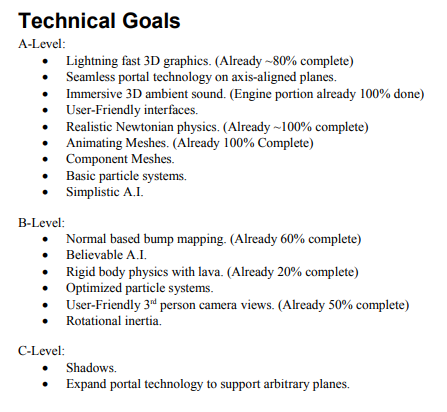 Technical Goals
A-Level:
• Lightning fast 3D graphics. (Already ~80% complete)
• Seamless portal technology on axis-aligned planes.
• Immersive 3D ambient sound. (Engine portion already 100% done)
• User-Friendly interfaces.
• Realistic Newtonian physics. (Already ~100% complete)
• Animating Meshes. (Already 100% Complete)
• Component Meshes.
• Basic particle systems.
• Simplistic A.I.
B-Level:
• Normal based bump mapping. (Already 60% complete)
• Believable A.I.
• Rigid body physics with lava. (Already 20% complete)
• Optimized particle systems.
• User-Friendly 3rd person camera views. (Already 50% complete)
• Rotational inertia.
C-Level:
• Shadows.
• Expand portal technology to support arbitrary planes.